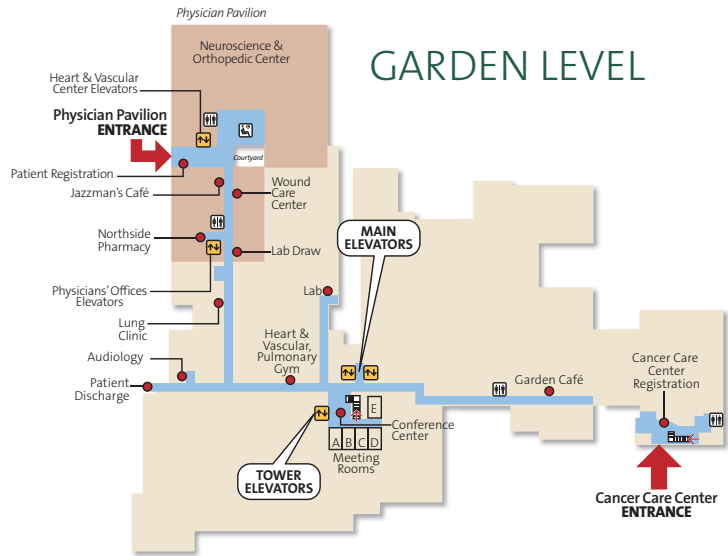 Physician Pavilion
Neuroscience &
Orthopedic Center
GARDEN LEVEL
Heart & Vascular
Center Elevators
Physician Pavilion
ENTRANCE
Courtyard
Patient Registration
Jazzman's Café
Wound
Care
Center
Northside
Pharmacy
MAIN
ELEVATORS
Lab Draw
Physicians' Offices
Elevators
Lab
Lung
Clinic
Heart &
Vascular,
Pulmonary
Gym
Audiology
Patient
Discharge
Garden Café
Cancer Care
Center
Registration
E
Conference
Center
A B C D
Meeting
Rooms
TOWER
ELEVATORS
Cancer Care Center
ENTRANCE